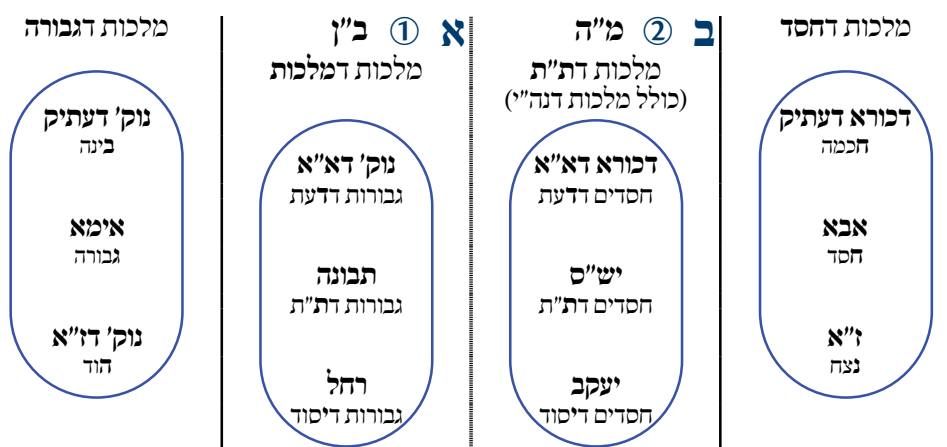 מלכות דחסד
דכורא דעתיק
חכמה
אבא
חסד
ז"א
נצח
ב ② מ"ה
מלכות דת"ת
(כולל מלכות דנה"י)
דכורא דא"א
חסדים דדעת
יש"ס
חסדים דת"ת
יעקב
חסדים דיסוד
א ① ב"ן
מלכות דמלכות
נוק' דא"א
גבורות דדעת
תבונה
גבורות דת"ת
רחל
גבורות דיסוד
מלכות דגבורה
נוק' דעתיק
בינה
אימא
גבורה
נוק' דז"א
הוד